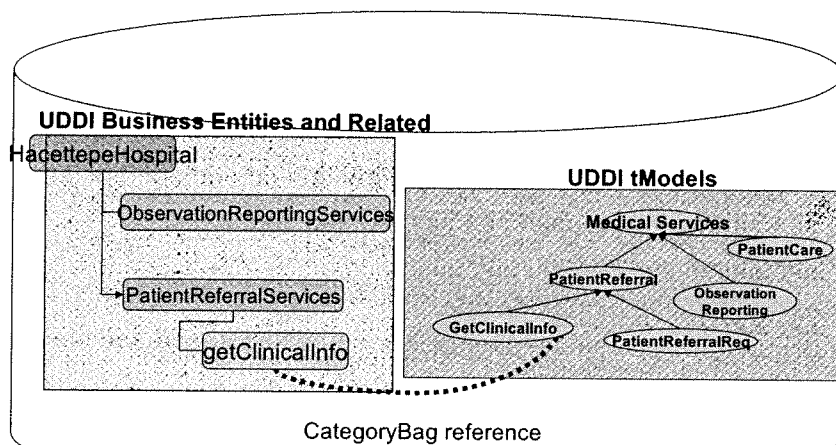 UDDI Business Entities and Related
HacettepeHospital
ObservationReportingServices
PatientReferralServices
getClinicalInfo
UDDI tModels
Medical Services
PatientCare
PatientReferral
Observation
Reporting
GetClinicalInfo
PatientReferralReq
CategoryBag reference